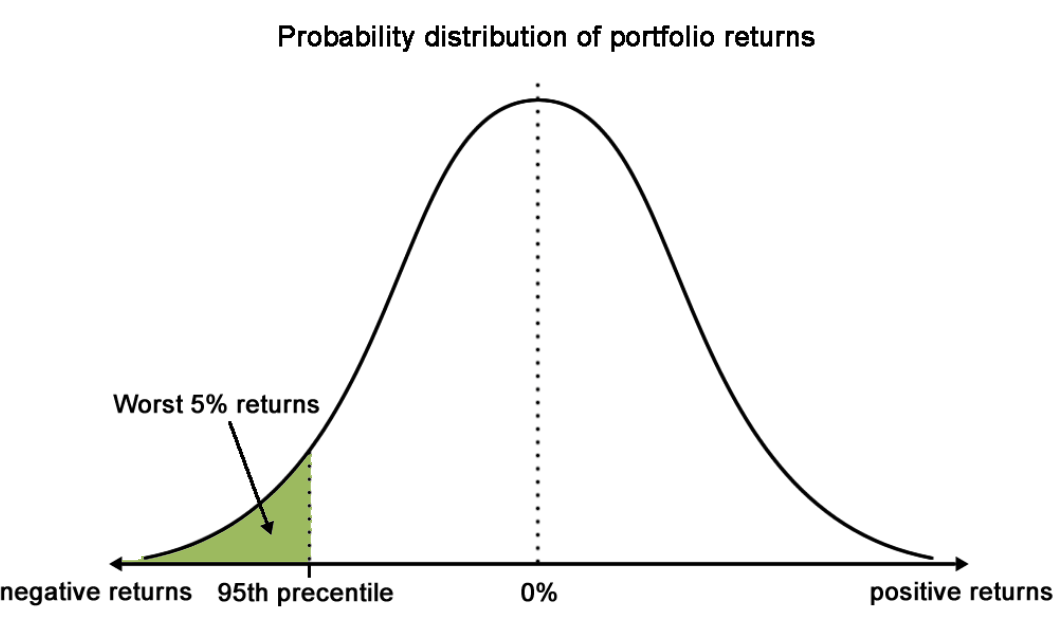 Probability distribution of portfolio returns
Worst 5% returns
negative returns
95th precentile
0%
positive returns